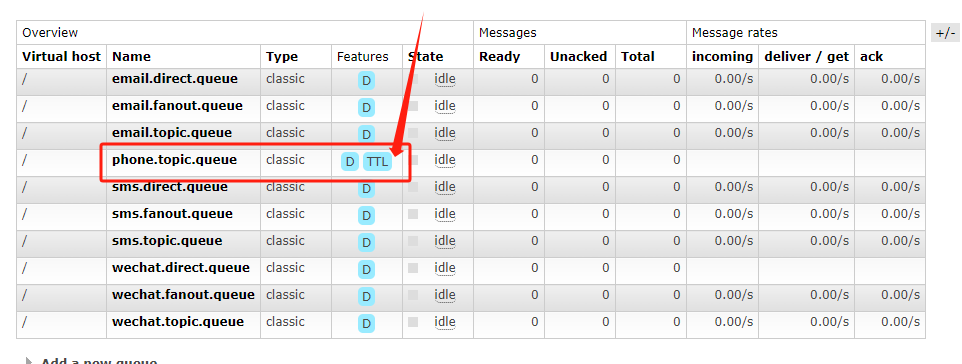 Overview Messages Message rates +/-
Virtual host Name Type Features State Ready Unacked Total incoming deliver / get ack
/ email.direct.queue classic D idle 0 0 0 0.00/s 0.00/s 0.00/s
/ email.fanout.queue classic D idle 0 0 0 0.00/s 0.00/s 0.00/s
/ email.topic.queue classic D idle 0 0 0 0.00/s 0.00/s 0.00/s
/ phone.topic.queue classic D TTL idle 0 0 0
/ sms.direct.queue classic D idle 0 0 0 0.00/s 0.00/s 0.00/s
/ sms.fanout.queue classic D idle 0 0 0 0.00/s 0.00/s 0.00/s
/ sms.topic.queue classic D idle 0 0 0 0.00/s 0.00/s 0.00/s
/ wechat.direct.queue classic D idle 0 0 0
/ wechat.fanout.queue classic D idle 0 0 0 0.00/s 0.00/s 0.00/s
/ wechat.topic.queue classic D idle 0 0 0 0.00/s 0.00/s 0.00/s
Add a new queue